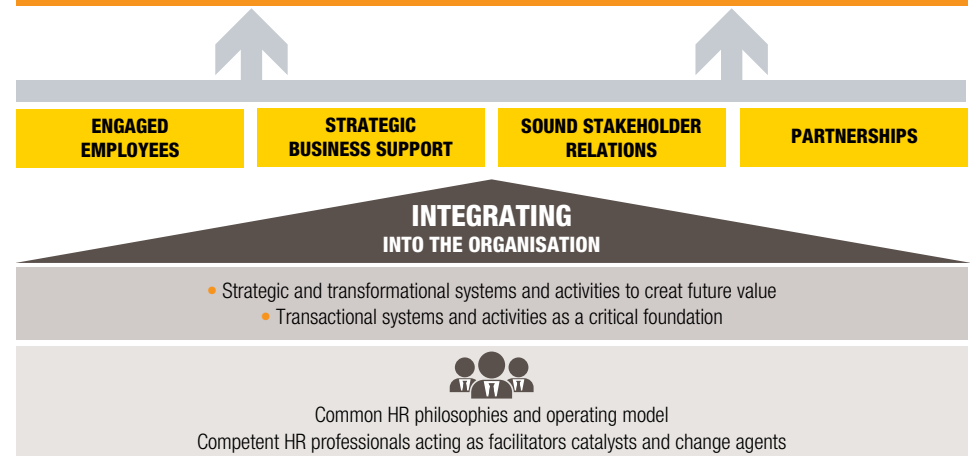 ENGAGED
EMPLOYEES
STRATEGIC
BUSINESS SUPPORT
SOUND STAKEHOLDER
RELATIONS
PARTNERSHIPS
INTEGRATING
INTO THE ORGANISATION
• Strategic and transformational systems and activities to creat future value
• Transactional systems and activities as a critical foundation
Common HR philosophies and operating model
Competent HR professionals acting as facilitators catalysts and change agents